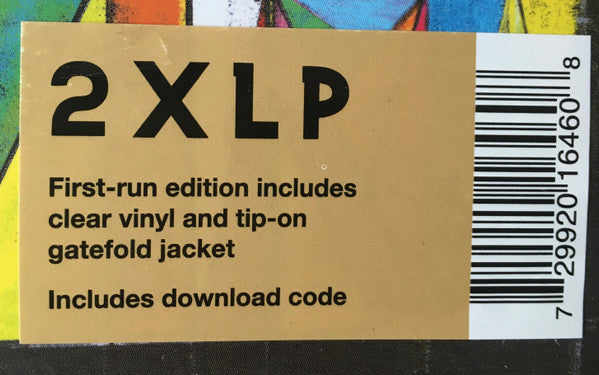 2XLP
First-run edition includes
clear vinyl and tip-on
gatefold jacket
Includes download code
7 29920 16460 8